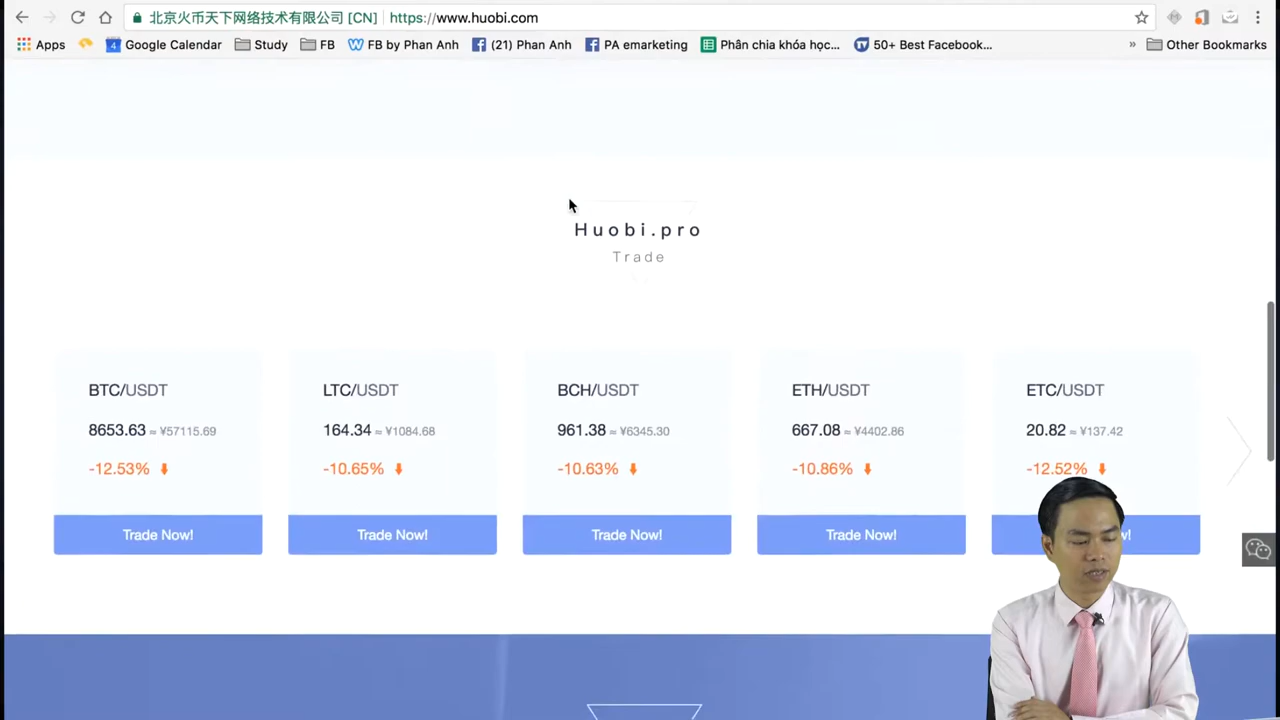 北京火币天下网络技术有限公司 [CN] https://www.huobi.com
Apps Google Calendar Study FB FB by Phan Anh (21) Phan Anh PA emarketing Phân chia khóa học... 50+ Best Facebook... » Other Bookmarks
Huobi.pro
Trade
BTC/USDT LTC/USDT BCH/USDT ETH/USDT ETC/USDT
8653.63 ≈ ¥57115.69 164.34 ≈ ¥1084.68 961.38 ≈ ¥6345.30 667.08 ≈ ¥4402.86 20.82 ≈ ¥137.42
-12.53% -10.65% -10.63% -10.86% -12.52%
Trade Now! Trade Now! Trade Now! Trade Now!